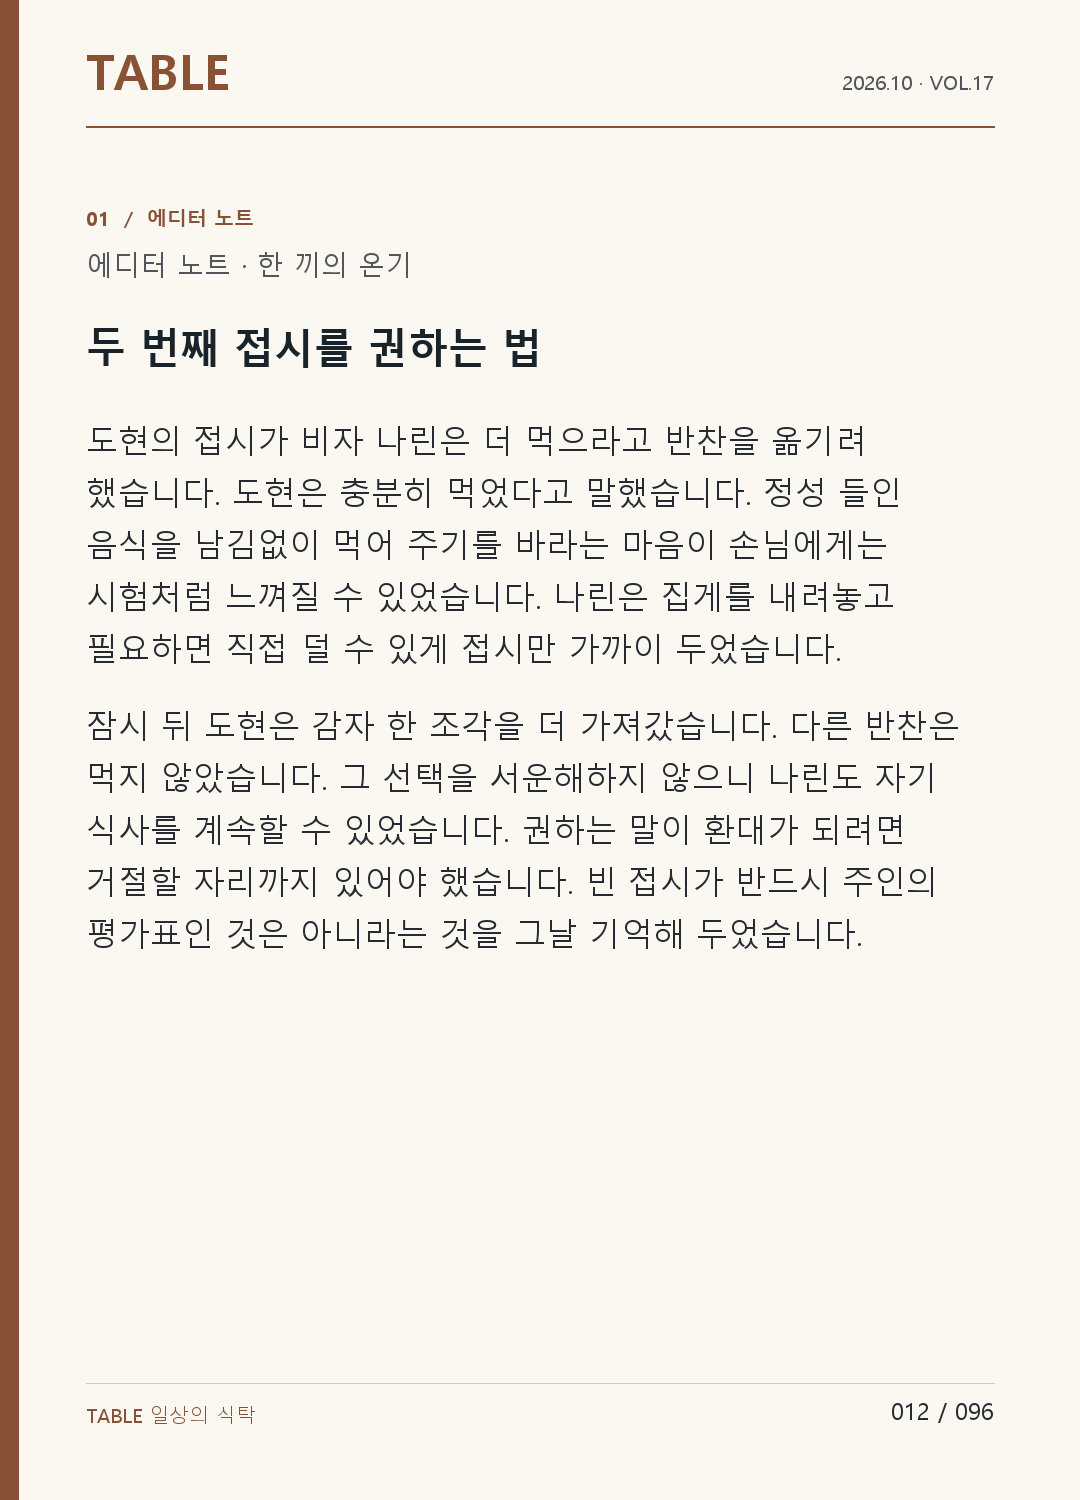 TABLE
2026.10 · VOL.17
01 / 에디터 노트
에디터 노트 · 한 끼의 온기
두 번째 접시를 권하는 법
도현의 접시가 비자 나린은 더 먹으라고 반찬을 옮기려
했습니다. 도현은 충분히 먹었다고 말했습니다. 정성 들인
음식을 남김없이 먹어 주기를 바라는 마음이 손님에게는
시험처럼 느껴질 수 있었습니다. 나린은 집게를 내려놓고
필요하면 직접 덜 수 있게 접시만 가까이 두었습니다.
잠시 뒤 도현은 감자 한 조각을 더 가져갔습니다. 다른 반찬은
먹지 않았습니다. 그 선택을 서운해하지 않으니 나린도 자기
식사를 계속할 수 있었습니다. 권하는 말이 환대가 되려면
거절할 자리까지 있어야 했습니다. 빈 접시가 반드시 주인의
평가표인 것은 아니라는 것을 그날 기억해 두었습니다.
TABLE 일상의 식탁
012 / 096